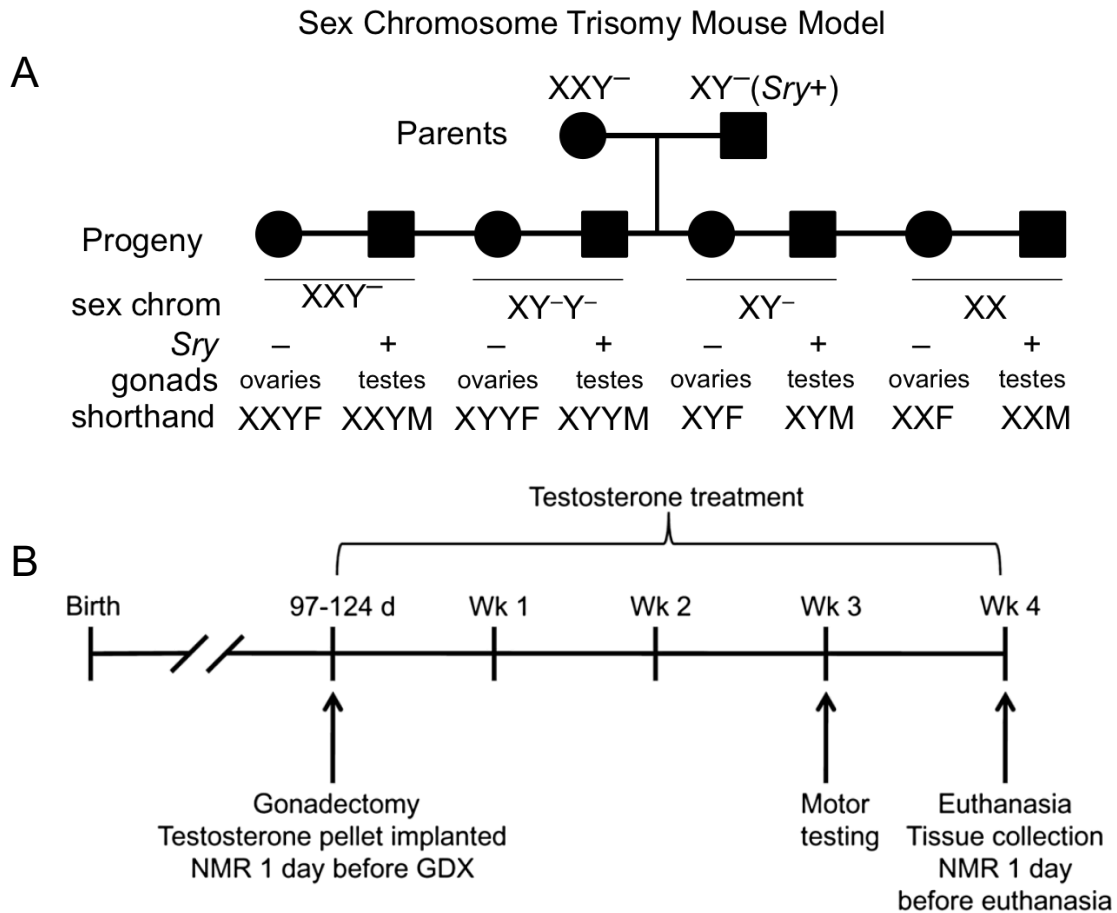 Sex Chromosome Trisomy Mouse Model
A
XXY– XY–(Sry+)
Parents
Progeny
sex chrom XXY– XY–Y– XY– XX
Sry – + – + – + – +
gonads ovaries testes ovaries testes ovaries testes ovaries testes
shorthand XXYF XXYM XYYF XYYM XYF XYM XXF XXM
Testosterone treatment
B
Birth 97-124 d Wk 1 Wk 2 Wk 3 Wk 4
Gonadectomy
Testosterone pellet implanted
NMR 1 day before GDX
Motor
testing
Euthanasia
Tissue collection
NMR 1 day
before euthanasia